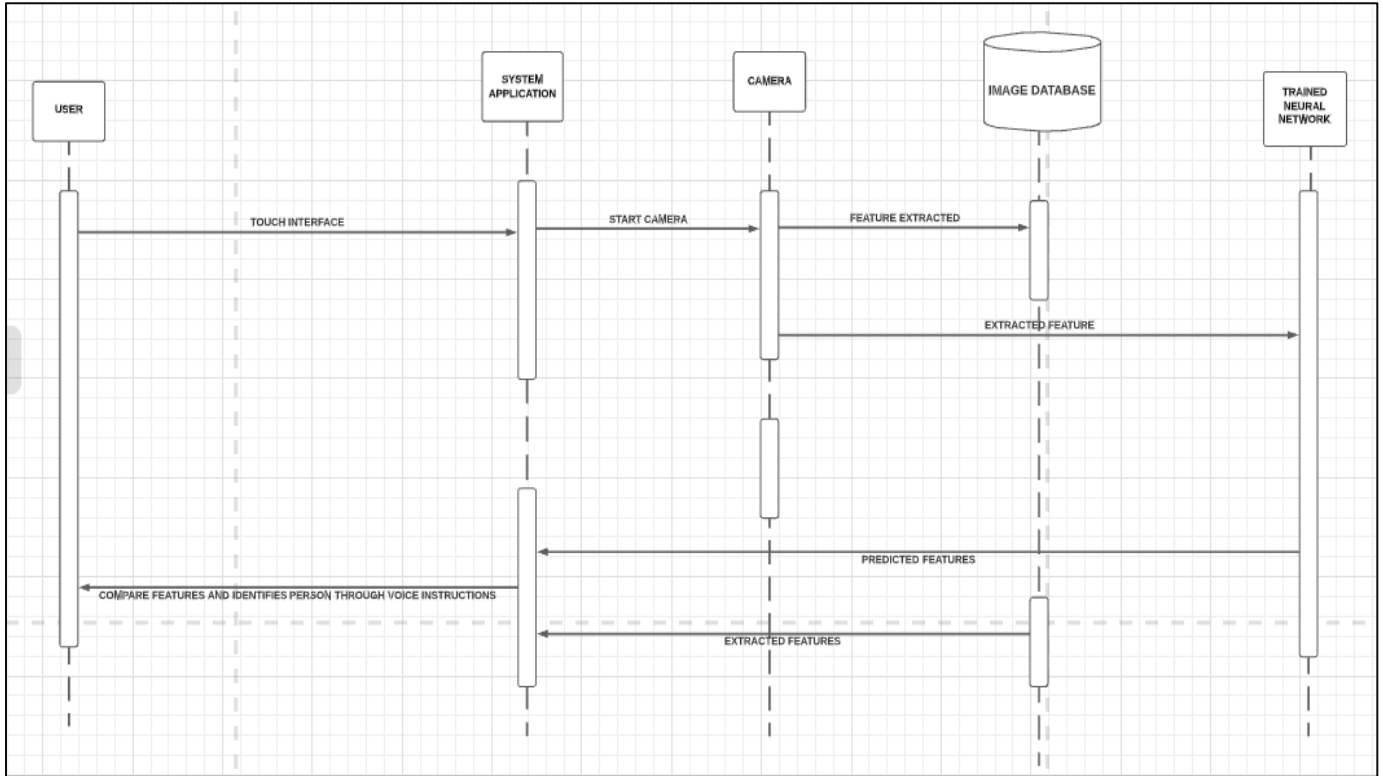 USER
SYSTEM
APPLICATION
CAMERA
IMAGE DATABASE
TRAINED
NEURAL
NETWORK
TOUCH INTERFACE
START CAMERA
FEATURE EXTRACTED
EXTRACTED FEATURE
PREDICTED FEATURES
COMPARE FEATURES AND IDENTIFIES PERSON THROUGH VOICE INSTRUCTIONS
EXTRACTED FEATURES